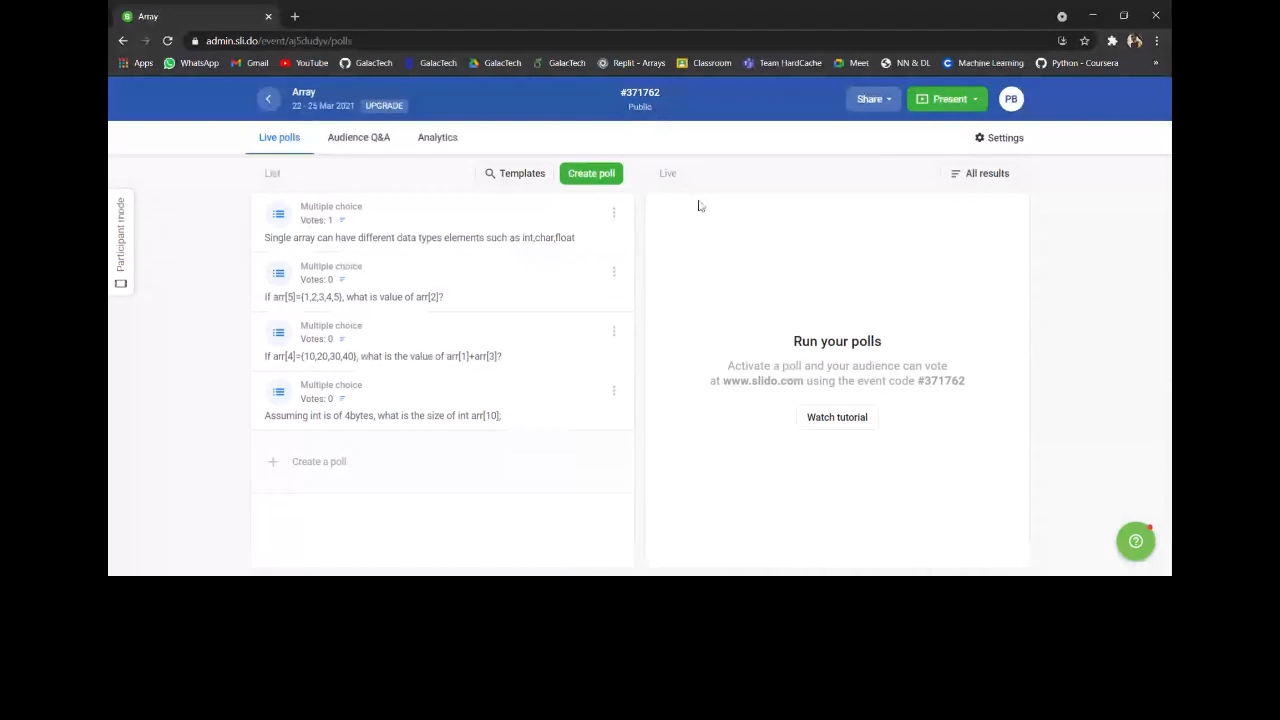 Array
admin.sli.do/event/aj5dudyv/polls
Apps WhatsApp Gmail YouTube GalacTech GalacTech GalacTech GalacTech Replit - Arrays Classroom Team HardCache Meet NN & DL Machine Learning Python - Coursera »
Array
22 - 25 Mar 2021 UPGRADE
#371762
Public
Share
Present
PB
Live polls Audience Q&A Analytics Settings
List Templates Create poll Live All results
Participant mode
Multiple choice
Votes: 1
Single array can have different data types elements such as int,char,float
Multiple choice
Votes: 0
If arr[5]={1,2,3,4,5}, what is value of arr[2]?
Multiple choice
Votes: 0
If arr[4]={10,20,30,40}, what is the value of arr[1]+arr[3]?
Multiple choice
Votes: 0
Assuming int is of 4bytes, what is the size of int arr[10];
+ Create a poll
Run your polls
Activate a poll and your audience can vote
at www.slido.com using the event code #371762
Watch tutorial